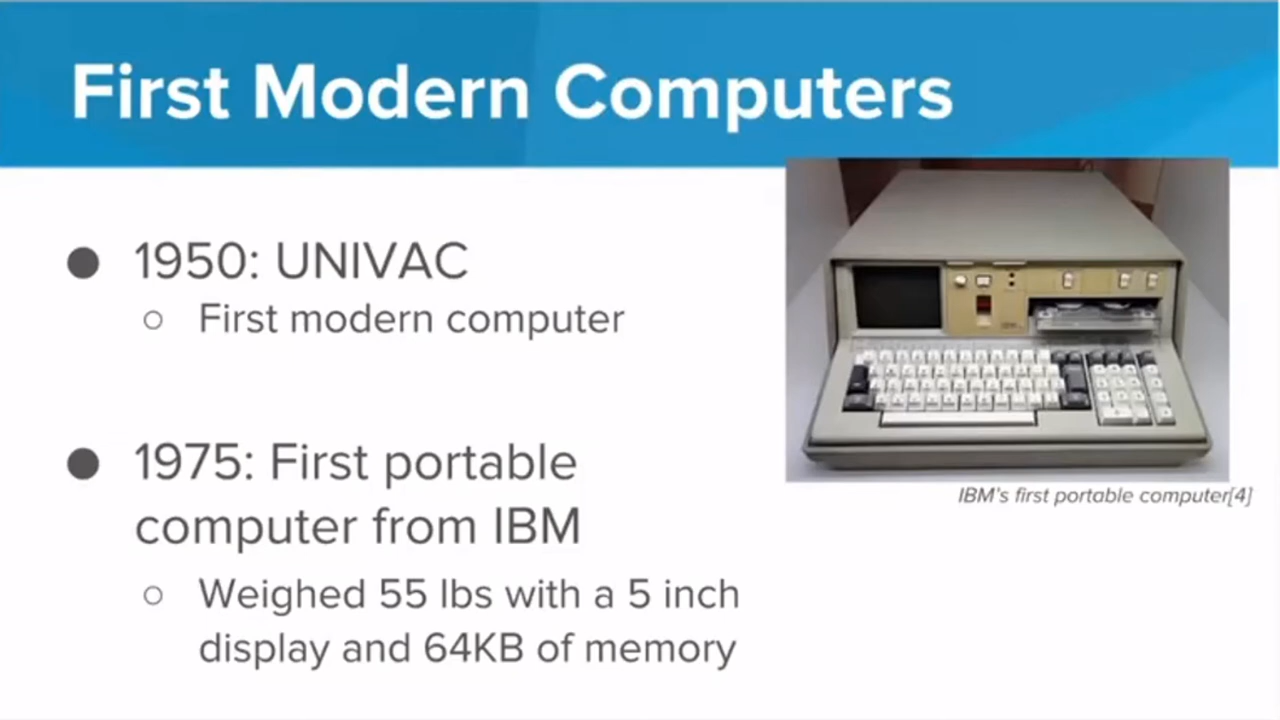 First Modern Computers
● 1950: UNIVAC
○ First modern computer
● 1975: First portable
computer from IBM
○ Weighed 55 lbs with a 5 inch
display and 64KB of memory
IBM's first portable computer[4]